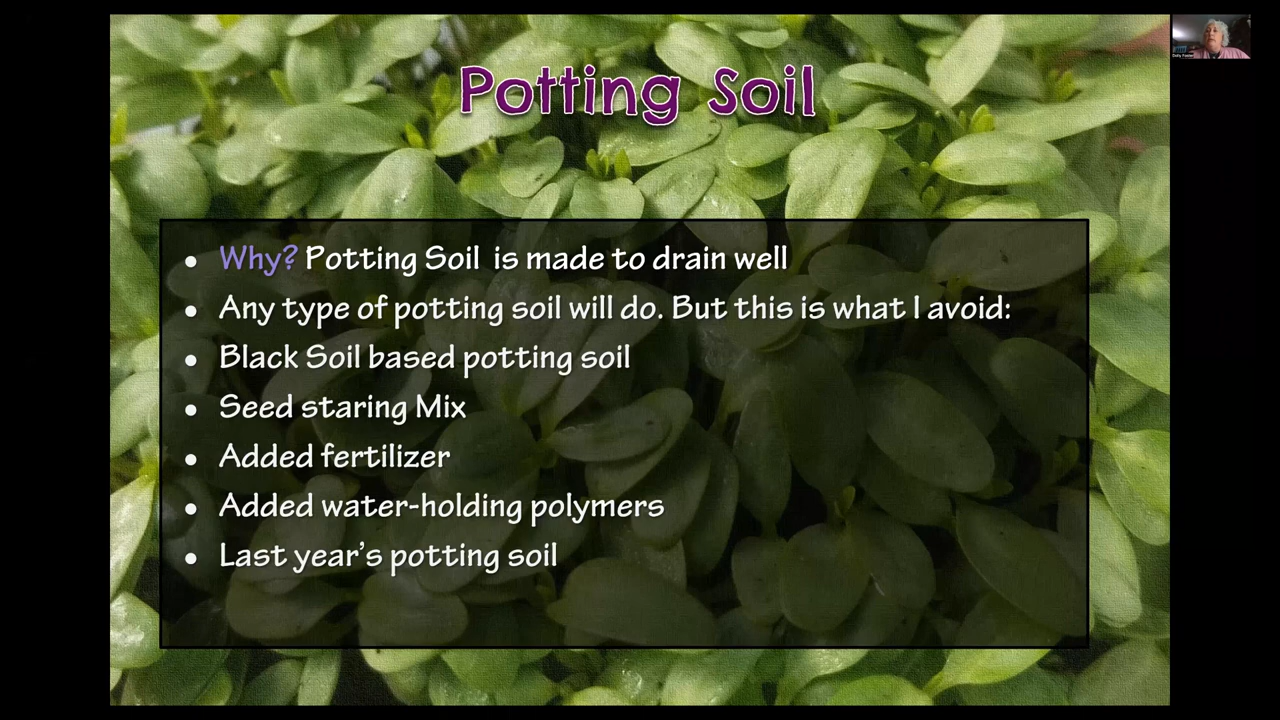 Potting Soil
Why? Potting Soil is made to drain well
Any type of potting soil will do. But this is what I avoid:
Black Soil based potting soil
Seed staring Mix
Added fertilizer
Added water-holding polymers
Last year's potting soil